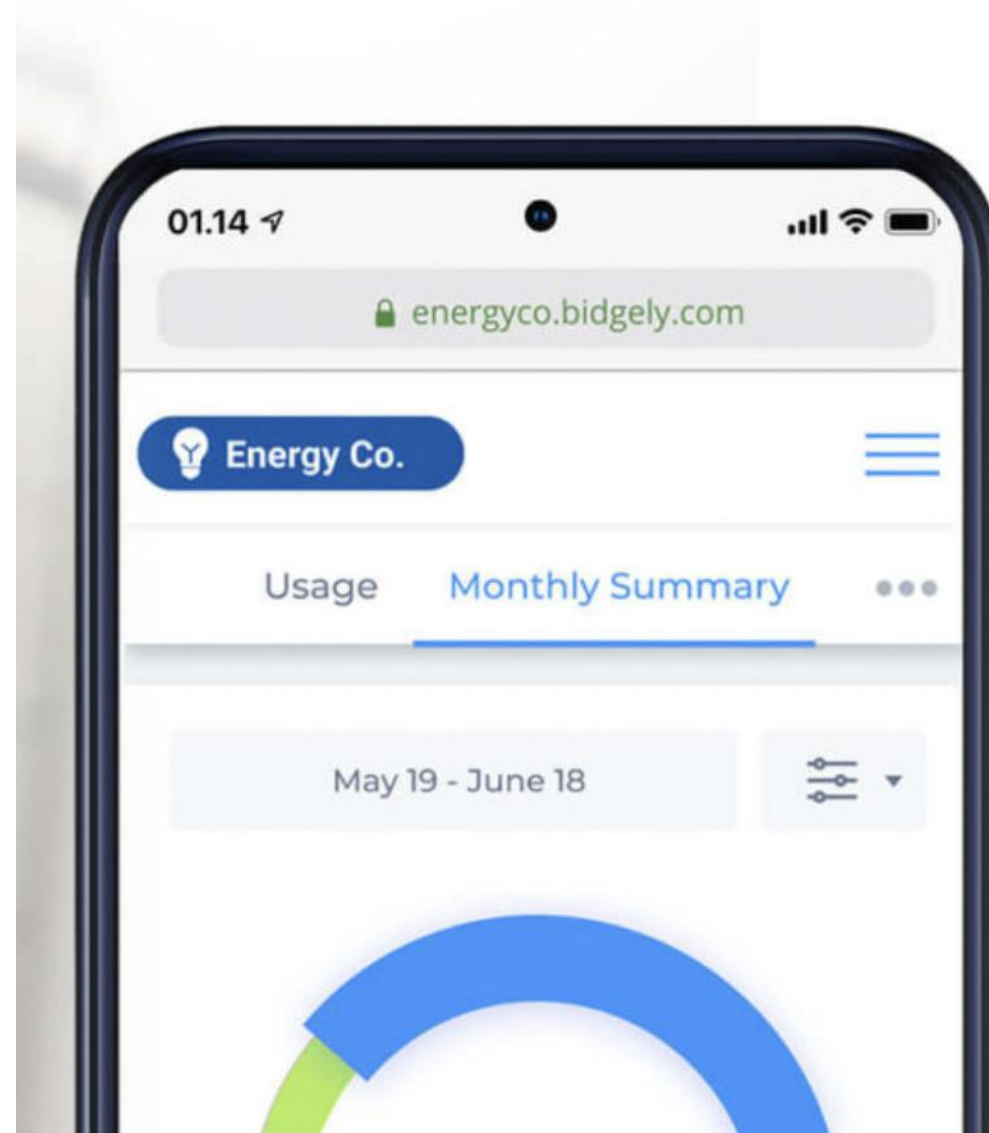 01.14
energyco.bidgely.com
Energy Co.
Usage Monthly Summary
May 19 - June 18